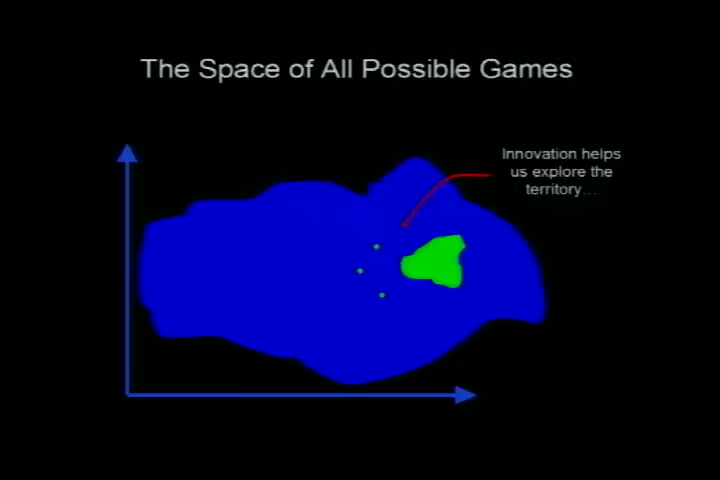 The Space of All Possible Games
Innovation helps
us explore the
territory…